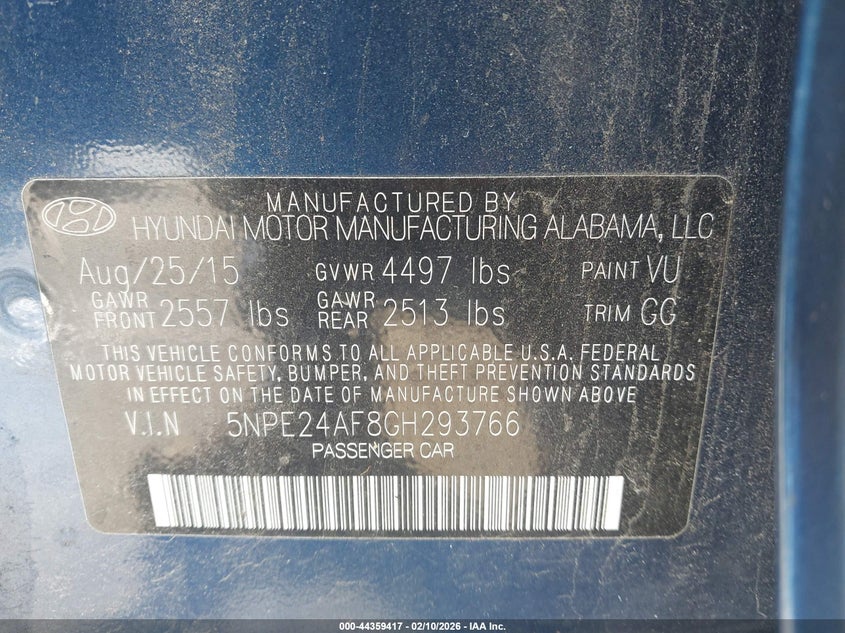 MANUFACTURED BY
HYUNDAI MOTOR MANUFACTURING ALABAMA, LLC
Aug/25/15 GVWR 4497 lbs PAINT VU
GAWR FRONT 2557 lbs GAWR REAR 2513 lbs TRIM GG
THIS VEHICLE CONFORMS TO ALL APPLICABLE U.S.A. FEDERAL
MOTOR VEHICLE SAFETY, BUMPER, AND THEFT PREVENTION STANDARDS
IN EFFECT ON THE DATE OF MANUFACTURE SHOWN ABOVE
V.I.N 5NPE24AF8GH293766
PASSENGER CAR
000-44359417 - 02/10/2026 - IAA Inc.